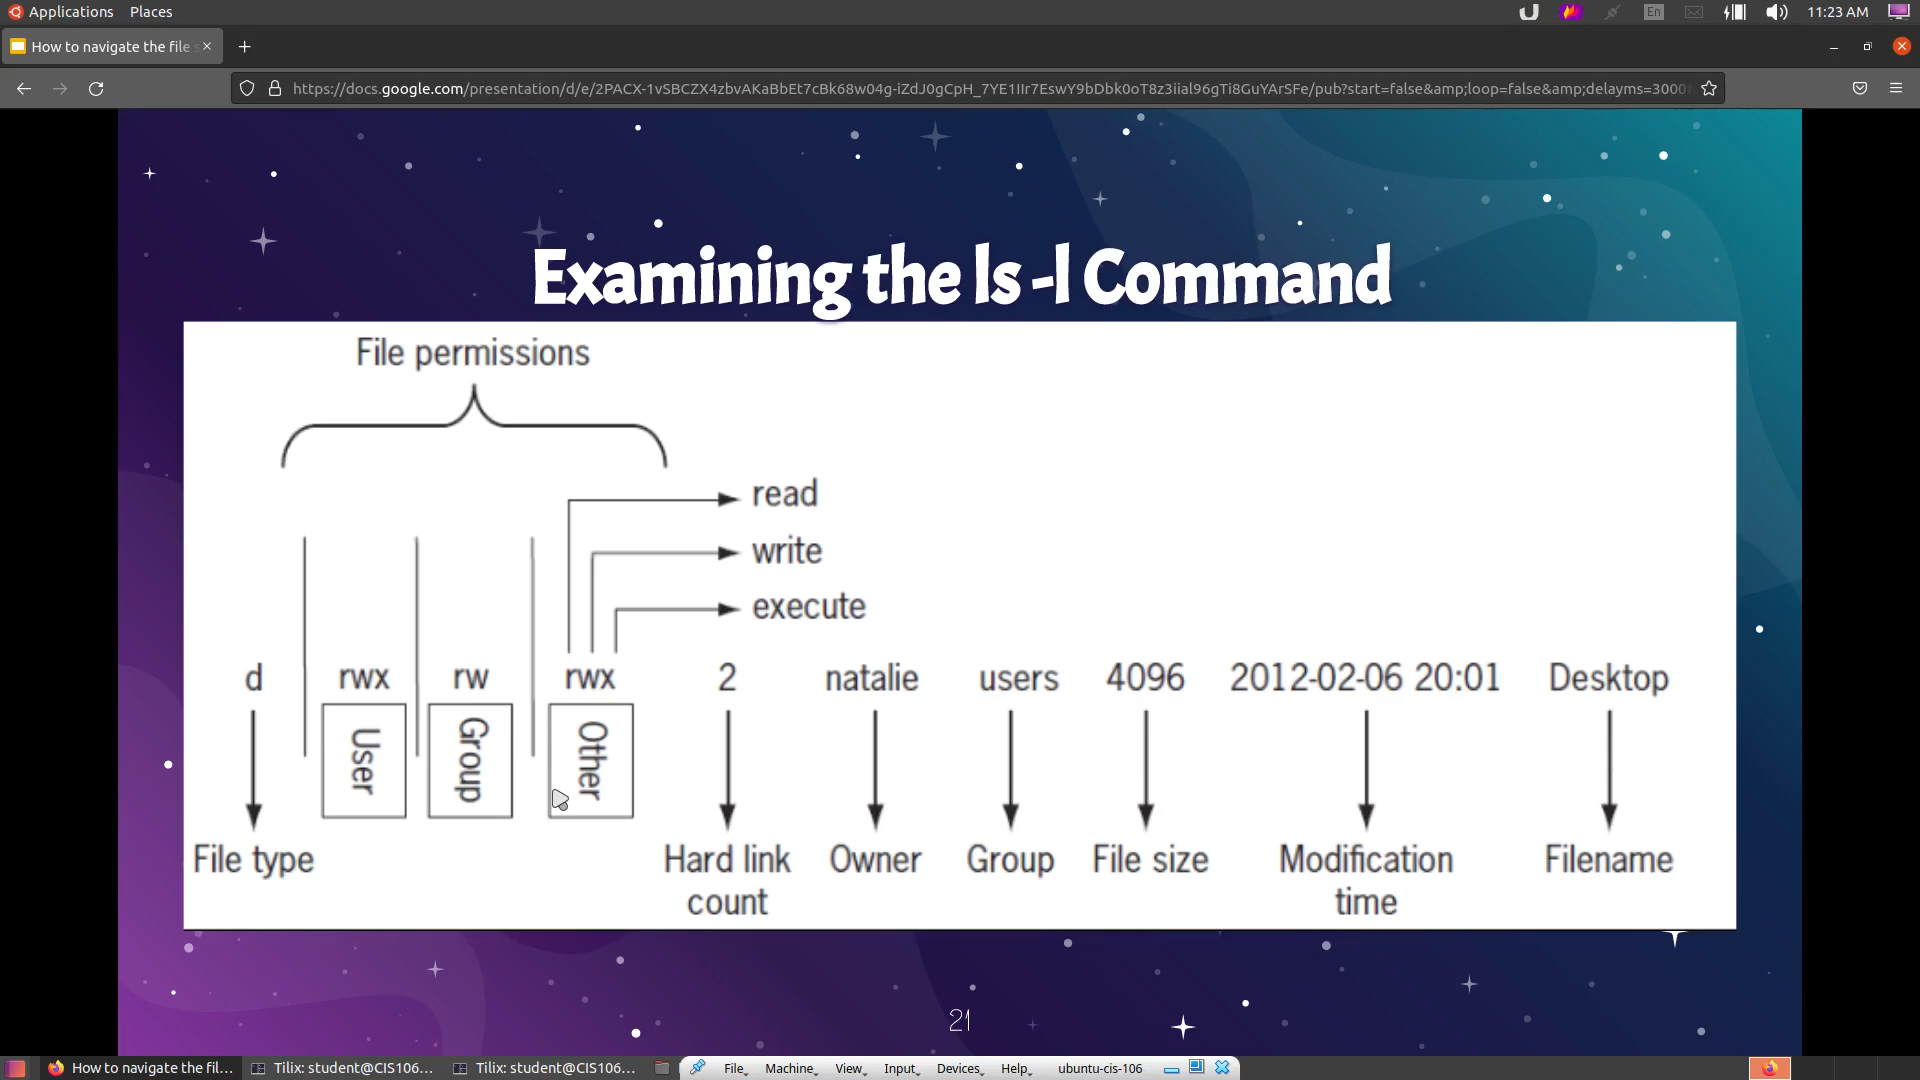 Applications Places
En
11:23 AM
How to navigate the file
https://docs.google.com/presentation/d/e/2PACX-1vSBCZX4zbvAKaBbEt7cBk68w04g-iZdJ0gCpH_7YE1IIr7EswY9bDbk0oT8z3iial96gTi8GuYArSFe/pub?start=false&amp;loop=false&amp;delayms=3000
Examining the ls -l Command
File permissions
read
write
execute
d rwx rw rwx 2 natalie users 4096 2012-02-06 20:01 Desktop
User Group Other
File type Hard link count Owner Group File size Modification time Filename
21
How to navigate the fil... Tilix: student@CIS106... Tilix: student@CIS106... File Machine View Input Devices Help ubuntu-cis-106